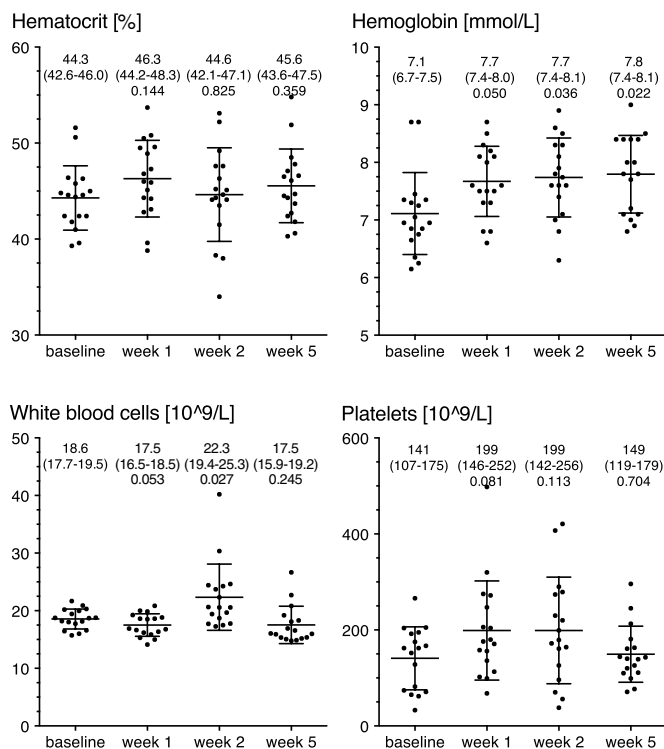 Hematocrit [%]
60
50
40
30
44.3 46.3 44.6 45.6
(42.6-46.0) (44.2-48.3) (42.1-47.1) (43.6-47.5)
0.144 0.825 0.359
baseline week 1 week 2 week 5
Hemoglobin [mmol/L]
10
9
8
7
6
5
7.1 7.7 7.7 7.8
(6.7-7.5) (7.4-8.0) (7.4-8.1) (7.4-8.1)
0.050 0.036 0.022
baseline week 1 week 2 week 5
White blood cells [10^9/L]
50
40
30
20
10
0
18.6 17.5 22.3 17.5
(17.7-19.5) (16.5-18.5) (19.4-25.3) (15.9-19.2)
0.053 0.027 0.245
baseline week 1 week 2 week 5
Platelets [10^9/L]
600
400
200
0
141 199 199 149
(107-175) (146-252) (142-256) (119-179)
0.081 0.113 0.704
baseline week 1 week 2 week 5